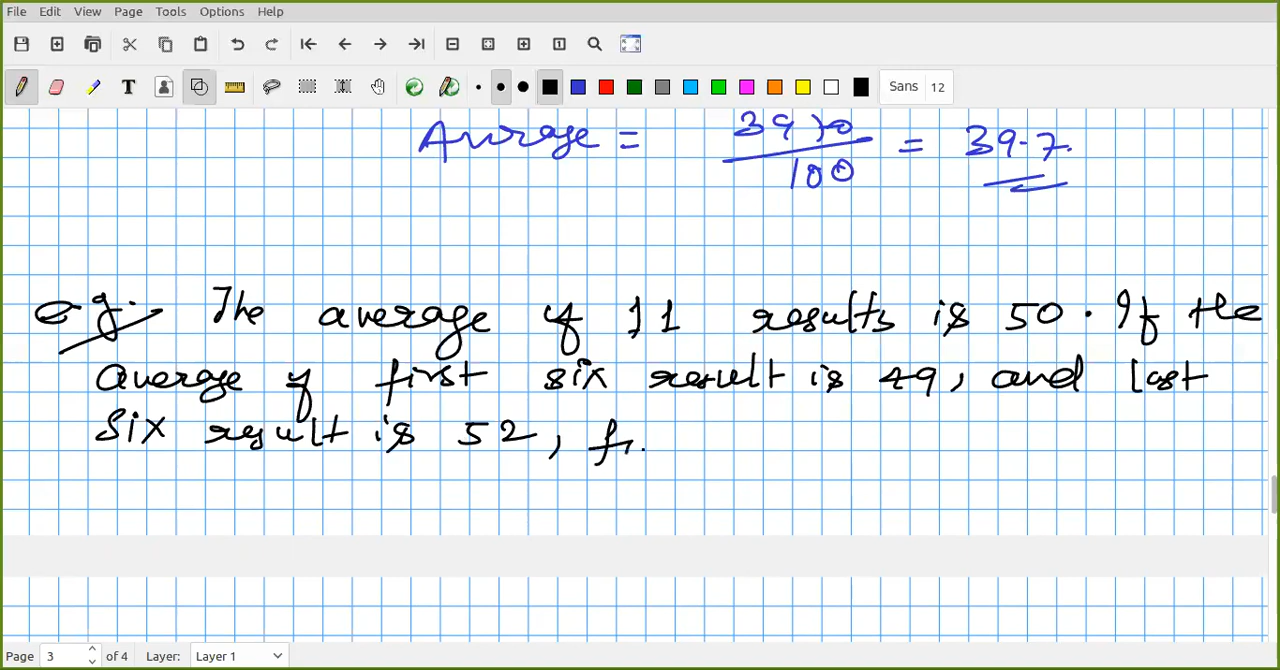 File Edit View Page Tools Options Help
Sans 12
Average = 3970/100 = 39.7.
eg:- The average of 11 results is 50. If the
average of first six result is 49, and last
six result is 52, fi
Page 3 of 4 Layer: Layer 1